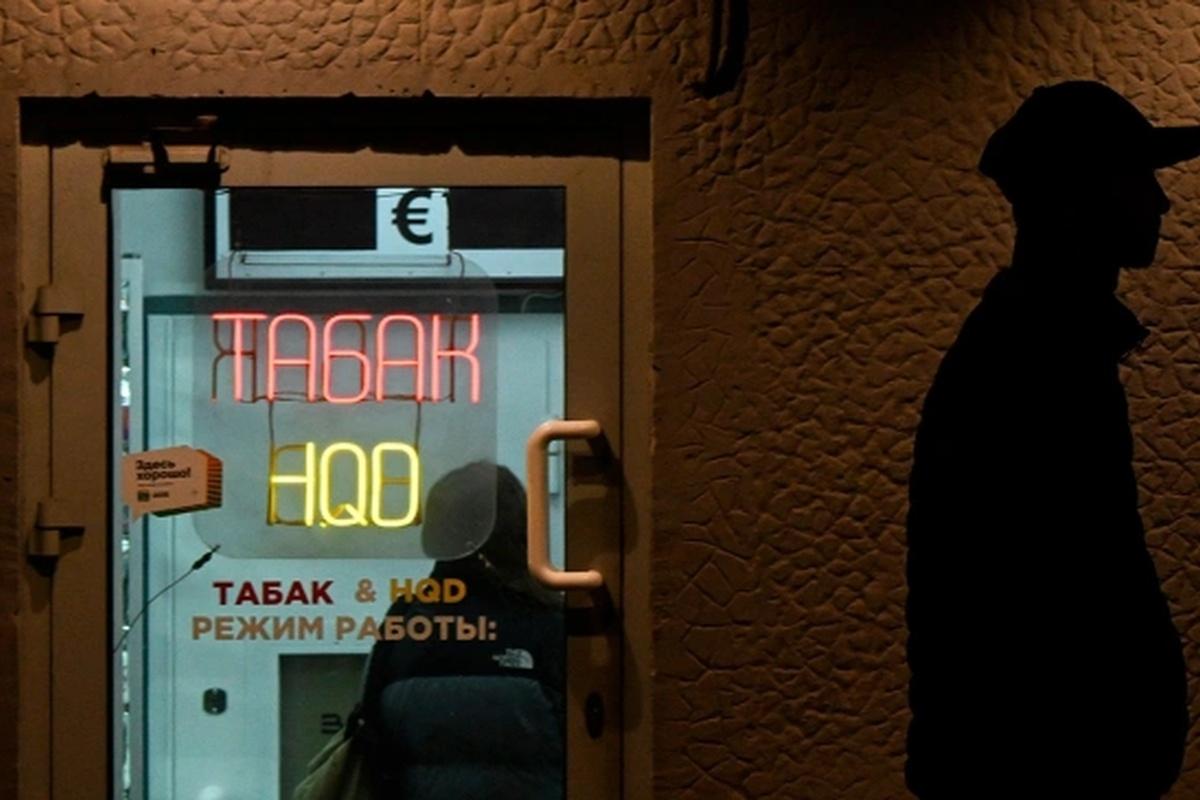 €
ТАБАК
HQD
Здесь
хорошо!
ТАБАК & HQD
РЕЖИМ РАБОТЫ:
THE
NORTH
FACE